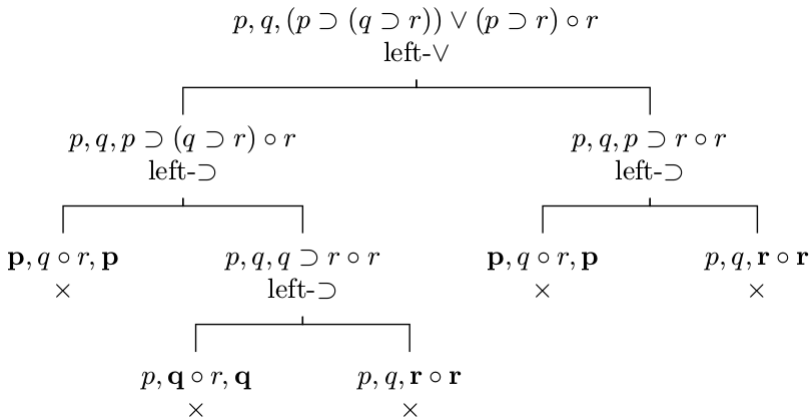 p, q, (p ⊃ (q ⊃ r)) ∨ (p ⊃ r) ∘ r
left-∨
p, q, p ⊃ (q ⊃ r) ∘ r
p, q, p ⊃ r ∘ r
left-⊃
left-⊃
p, q ∘ r, p
p, q, q ⊃ r ∘ r
p, q ∘ r, p
p, q, r ∘ r
×
left-⊃
×
×
p, q ∘ r, q
p, q, r ∘ r
×
×